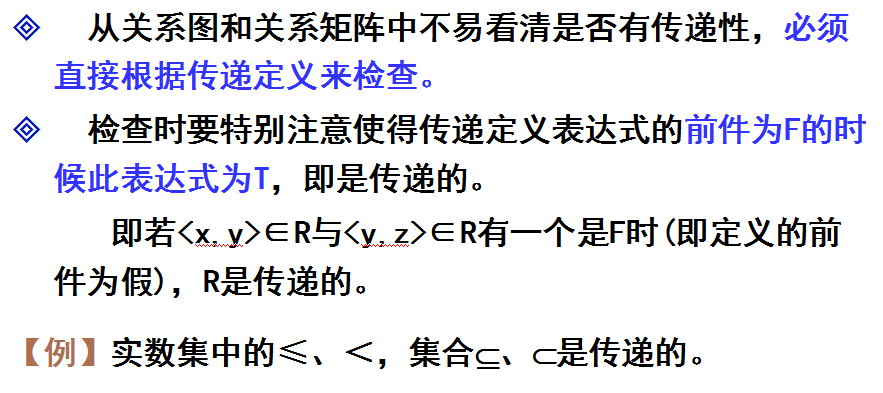 从关系图和关系矩阵中不易看清是否有传递性，必须
直接根据传递定义来检查。
检查时要特别注意使得传递定义表达式的前件为F的时
候此表达式为T，即是传递的。
即若<x,y>∈R与<y,z>∈R有一个是F时(即定义的前
件为假)，R是传递的。
【例】实数集中的≤、<，集合⊆、⊂是传递的。